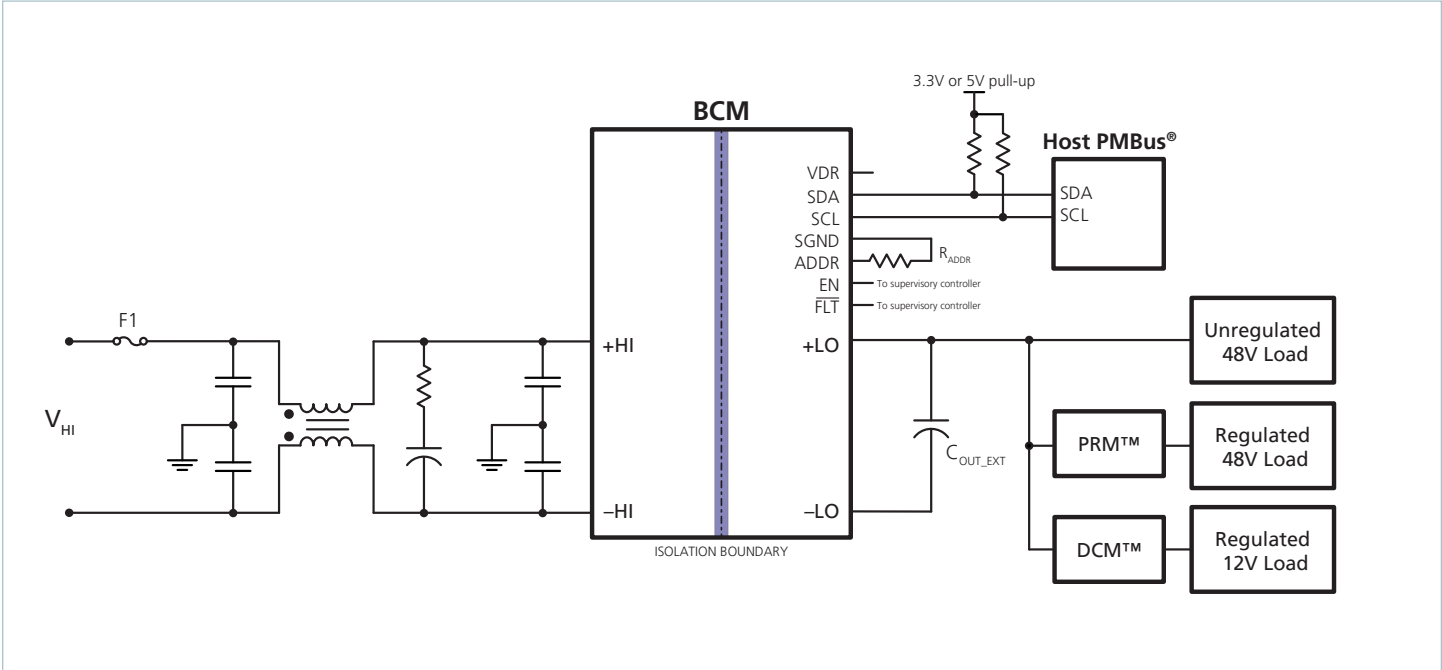 3.3V or 5V pull-up
BCM
Host PMBus®
VDR
SDA
SCL
SGND
ADDR
EN
FLT
SDA
SCL
R_ADDR
To supervisory controller
To supervisory controller
F1
V_HI
+HI
–HI
+LO
–LO
C_OUT_EXT
ISOLATION BOUNDARY
Unregulated
48V Load
PRM™
Regulated
48V Load
DCM™
Regulated
12V Load